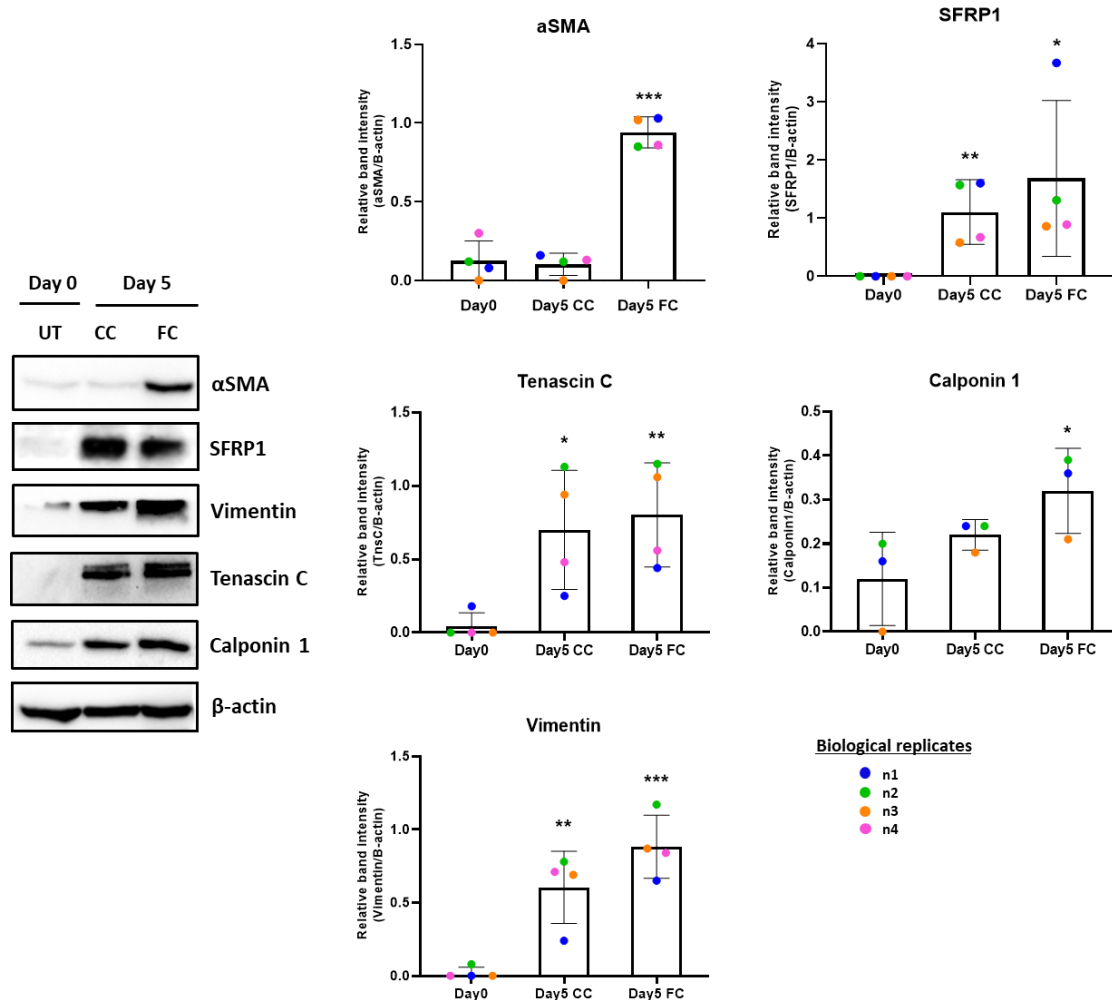 Day 0 Day 5
UT CC FC
αSMA
SFRP1
Vimentin
Tenascin C
Calponin 1
β-actin
aSMA
Relative band intensity
(aSMA/B-actin)
1.5
1.0
0.5
0.0
***
Day0 Day5 CC Day5 FC
SFRP1
Relative band intensity
(SFRP1/B-actin)
4
3
2
1
0
**
*
Day0 Day5 CC Day5 FC
Tenascin C
Relative band intensity
(TnsC/B-actin)
1.5
1.0
0.5
0.0
*
**
Day0 Day5 CC Day5 FC
Calponin 1
Relative band intensity
(Calponin1/B-actin)
0.5
0.4
0.3
0.2
0.1
0.0
*
Day0 Day5 CC Day5 FC
Vimentin
Relative band intensity
(Vimentin/B-actin)
1.5
1.0
0.5
0.0
**
***
Day0 Day5 CC Day5 FC
Biological replicates
n1
n2
n3
n4